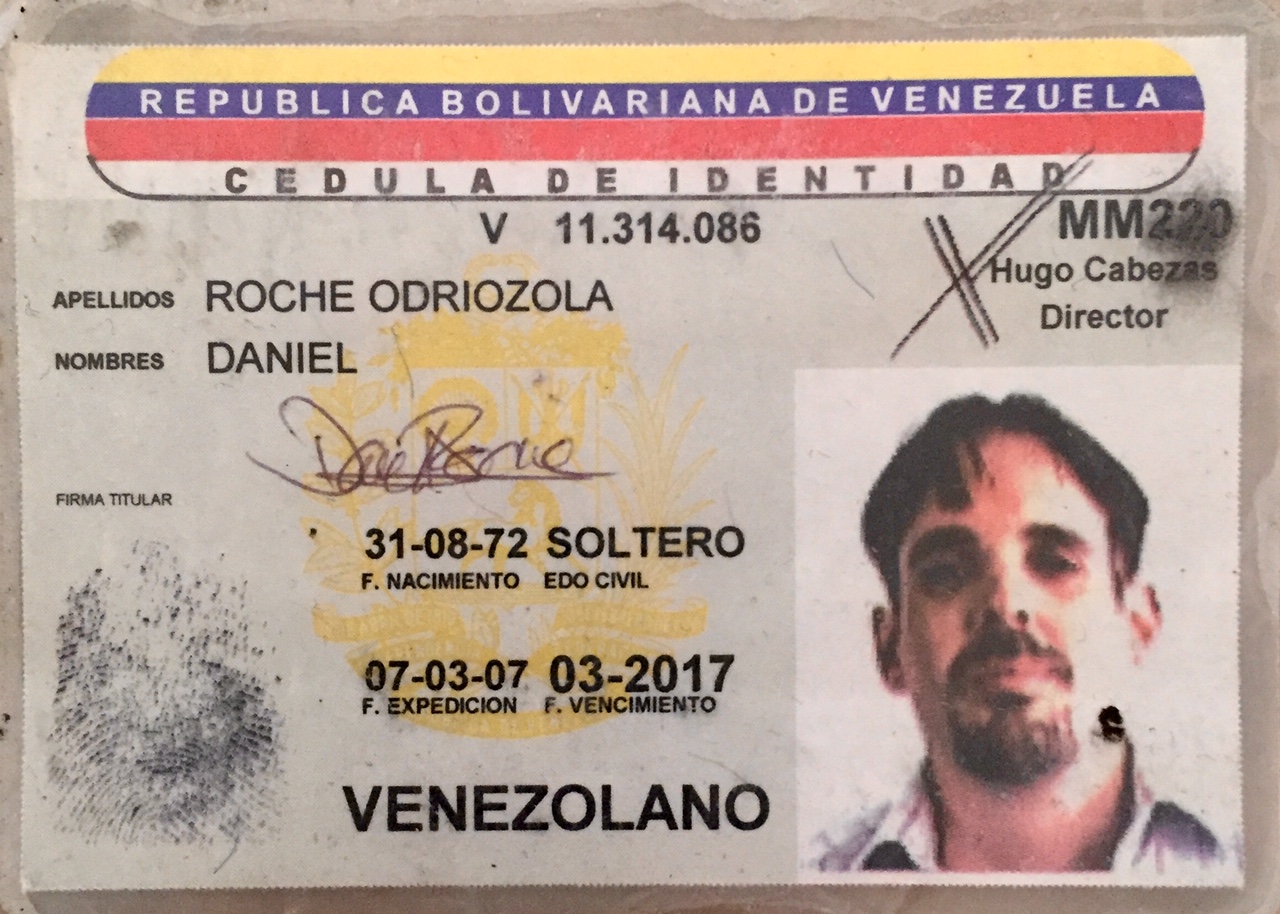 REPUBLICA BOLIVARIANA DE VENEZUELA
CEDULA DE IDENTIDAD
V 11.314.086
MM220
Hugo Cabezas
Director
APELLIDOS ROCHE ODRIOZOLA
NOMBRES DANIEL
FIRMA TITULAR
31-08-72 SOLTERO
F. NACIMIENTO EDO CIVIL
07-03-07 03-2017
F. EXPEDICION F. VENCIMIENTO
VENEZOLANO